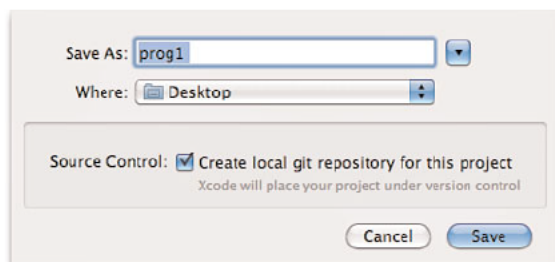 Save As: prog1
Where: Desktop
Source Control: Create local git repository for this project
Xcode will place your project under version control
Cancel Save